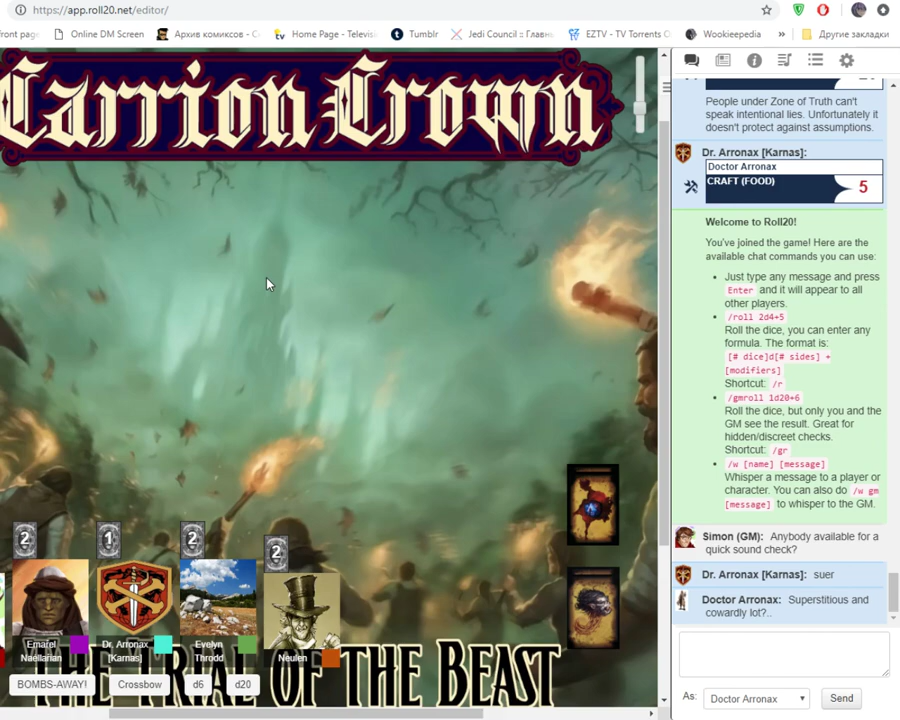 https://app.roll20.net/editor/
ront page
Online DM Screen
Архив комиксов - С
Home Page - Televisi
Tumblr
Jedi Council :: Главн
EZTV - TV Torrents O
Wookieepedia
»
Другие закладки
Carrion Crown
People under Zone of Truth can't
speak intentional lies. Unfortunately it
doesn't protect against assumptions.
Dr. Arronax [Karnas]:
Doctor Arronax
CRAFT (FOOD)
5
Welcome to Roll20!
You've joined the game! Here are the
available chat commands you can use:
• Just type any message and press
Enter and it will appear to all
other players.
• /roll 2d4+5
Roll the dice, you can enter any
formula. The format is:
[# dice]d[# sides] +
[modifiers]
Shortcut: /r
• /gmroll 1d20+6
Roll the dice, but only you and the
GM see the result. Great for
hidden/discreet checks.
Shortcut: /gr
• /w [name] [message]
Whisper a message to a player or
character. You can also do /w gm
[message] to whisper to the GM.
Simon (GM): Anybody available for a
quick sound check?
Dr. Arronax [Karnas]: suer
Doctor Arronax: Superstitious and
cowardly lot?..
2
1
2
2
Emarel
Naellarian
Dr. Arronax
[Karnas]
Evelyn
Throdd
Neulen
THE TRIAL OF THE BEAST
BOMBS-AWAY!
Crossbow
d6
d20
As:
Doctor Arronax
Send